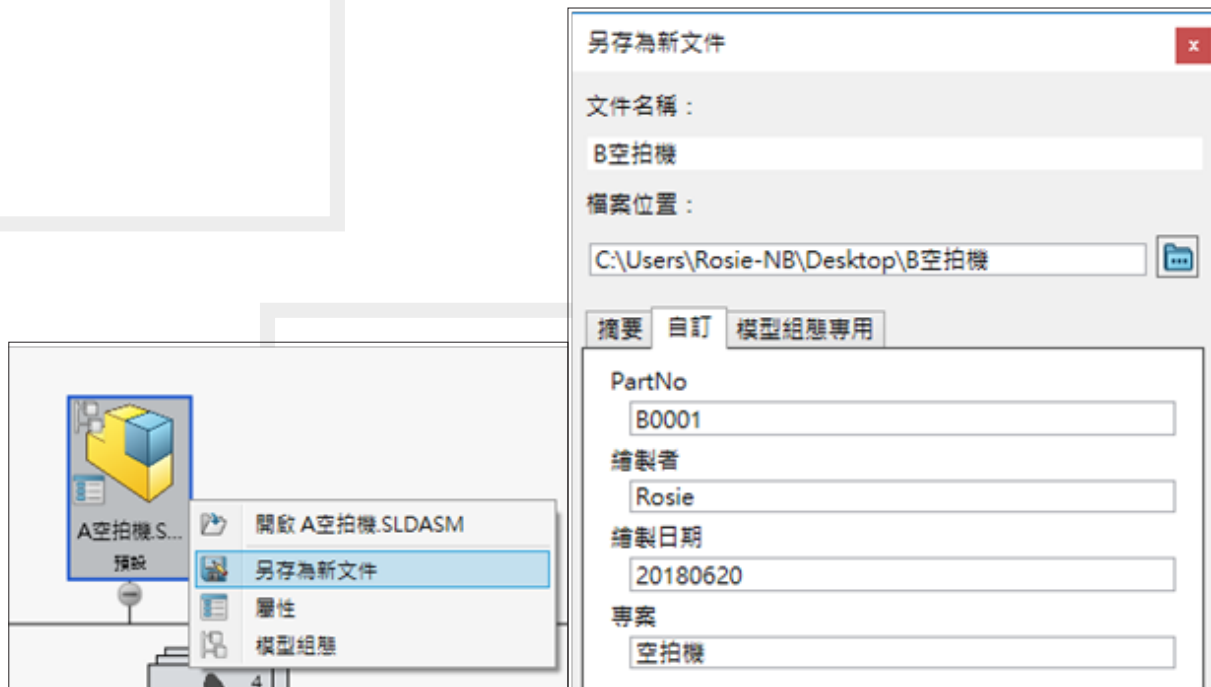 A空拍機.S...
預設
開啟 A空拍機.SLDASM
另存為新文件
屬性
模型組態
4
另存為新文件
x
文件名稱：
B空拍機
檔案位置：
C:\Users\Rosie-NB\Desktop\B空拍機
摘要 自訂 模型組態專用
PartNo
B0001
繪製者
Rosie
繪製日期
20180620
專案
空拍機